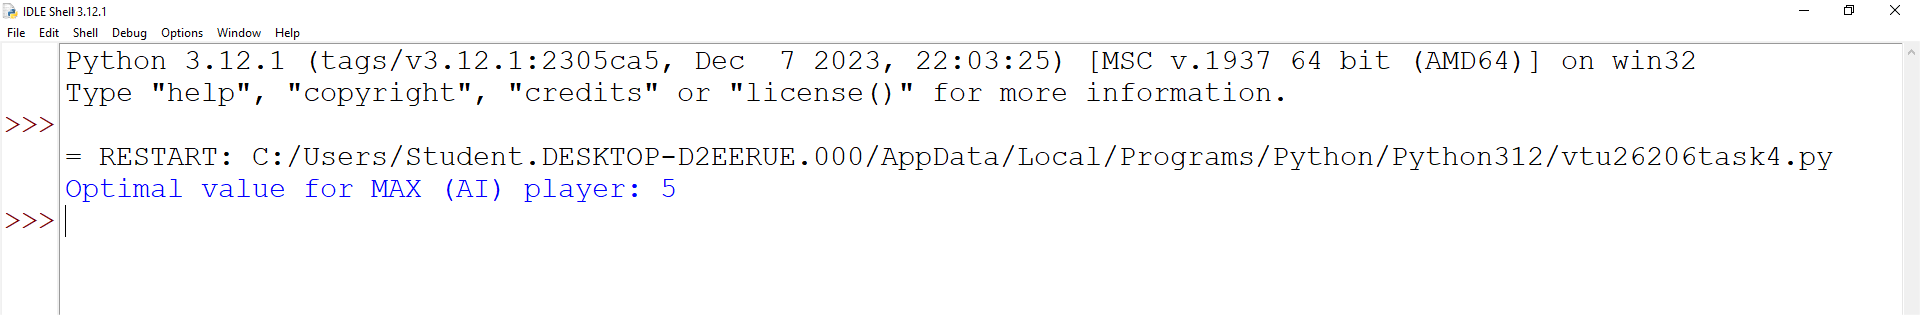 IDLE Shell 3.12.1
File Edit Shell Debug Options Window Help
Python 3.12.1 (tags/v3.12.1:2305ca5, Dec  7 2023, 22:03:25) [MSC v.1937 64 bit (AMD64)] on win32
Type "help", "copyright", "credits" or "license()" for more information.
>>>
= RESTART: C:/Users/Student.DESKTOP-D2EERUE.000/AppData/Local/Programs/Python/Python312/vtu26206task4.py
Optimal value for MAX (AI) player: 5
>>>